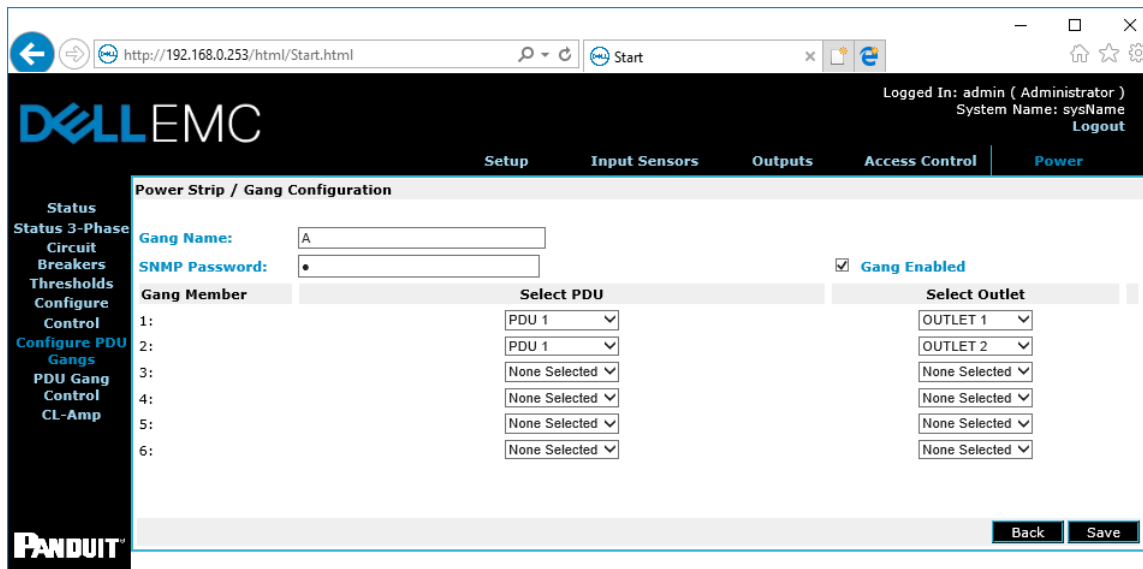 http://192.168.0.253/html/Start.html
Start
DELLEMC
Logged In: admin ( Administrator )
System Name: sysName
Logout
Setup Input Sensors Outputs Access Control Power
Status
Status 3-Phase
Circuit
Breakers
Thresholds
Configure
Control
Configure PDU
Gangs
PDU Gang
Control
CL-Amp
Power Strip / Gang Configuration
Gang Name: A
SNMP Password: • Gang Enabled
Gang Member Select PDU Select Outlet
1: PDU 1 OUTLET 1
2: PDU 1 OUTLET 2
3: None Selected None Selected
4: None Selected None Selected
5: None Selected None Selected
6: None Selected None Selected
Back Save
PANDUIT